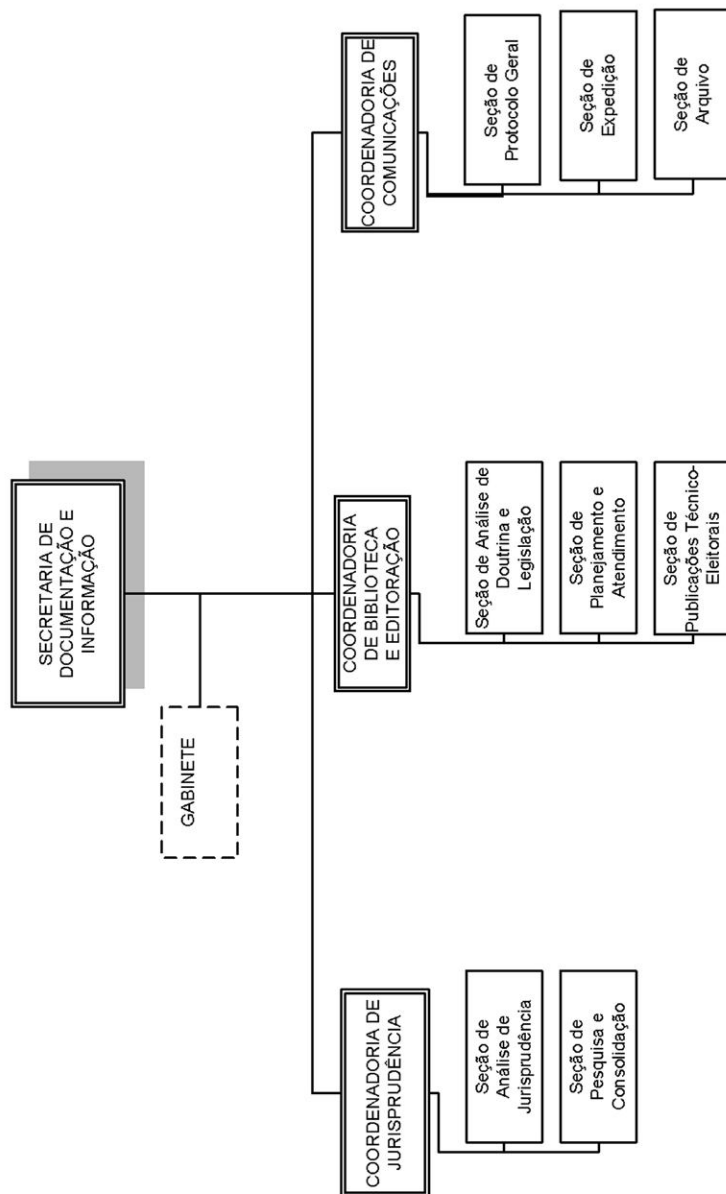 SECRETARIA DE
DOCUMENTAÇÃO E
INFORMAÇÃO
GABINETE
COORDENADORIA DE
JURISPRUDÊNCIA
Seção de
Análise de
Jurisprudência
Seção de
Pesquisa e
Consolidação
COORDENADORIA
DE BIBLIOTECA
E EDITORAÇÃO
Seção de Análise de
Doutrina e
Legislação
Seção de
Planejamento e
Atendimento
Seção de
Publicações Técnico-
Eleitorais
COORDENADORIA DE
COMUNICAÇÕES
Seção de
Protocolo Geral
Seção de
Expedição
Seção de
Arquivo